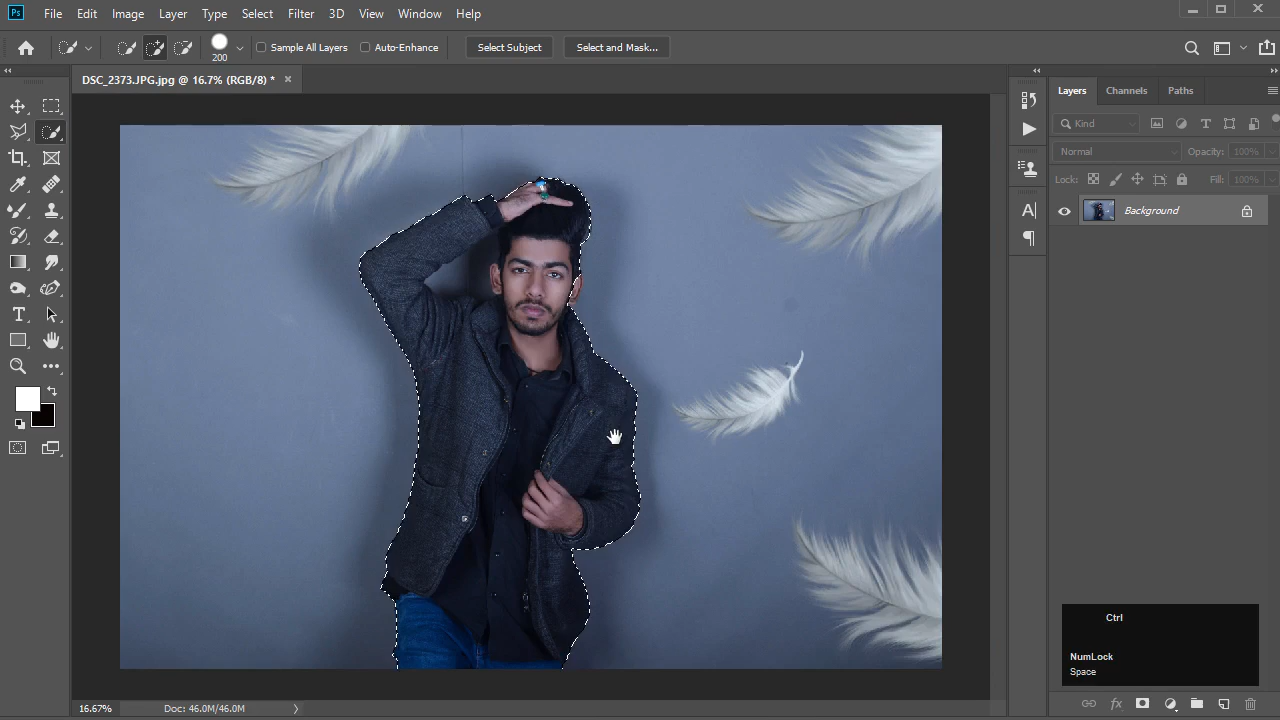 Ps File Edit Image Layer Type Select Filter 3D View Window Help
200 Sample All Layers Auto-Enhance Select Subject Select and Mask...
DSC_2373.JPG.jpg @ 16.7% (RGB/8) * ×
Layers Channels Paths
Kind
Normal Opacity: 100%
Lock: Fill: 100%
Background
Ctrl
NumLock
Space
16.67% Doc: 46.0M/46.0M